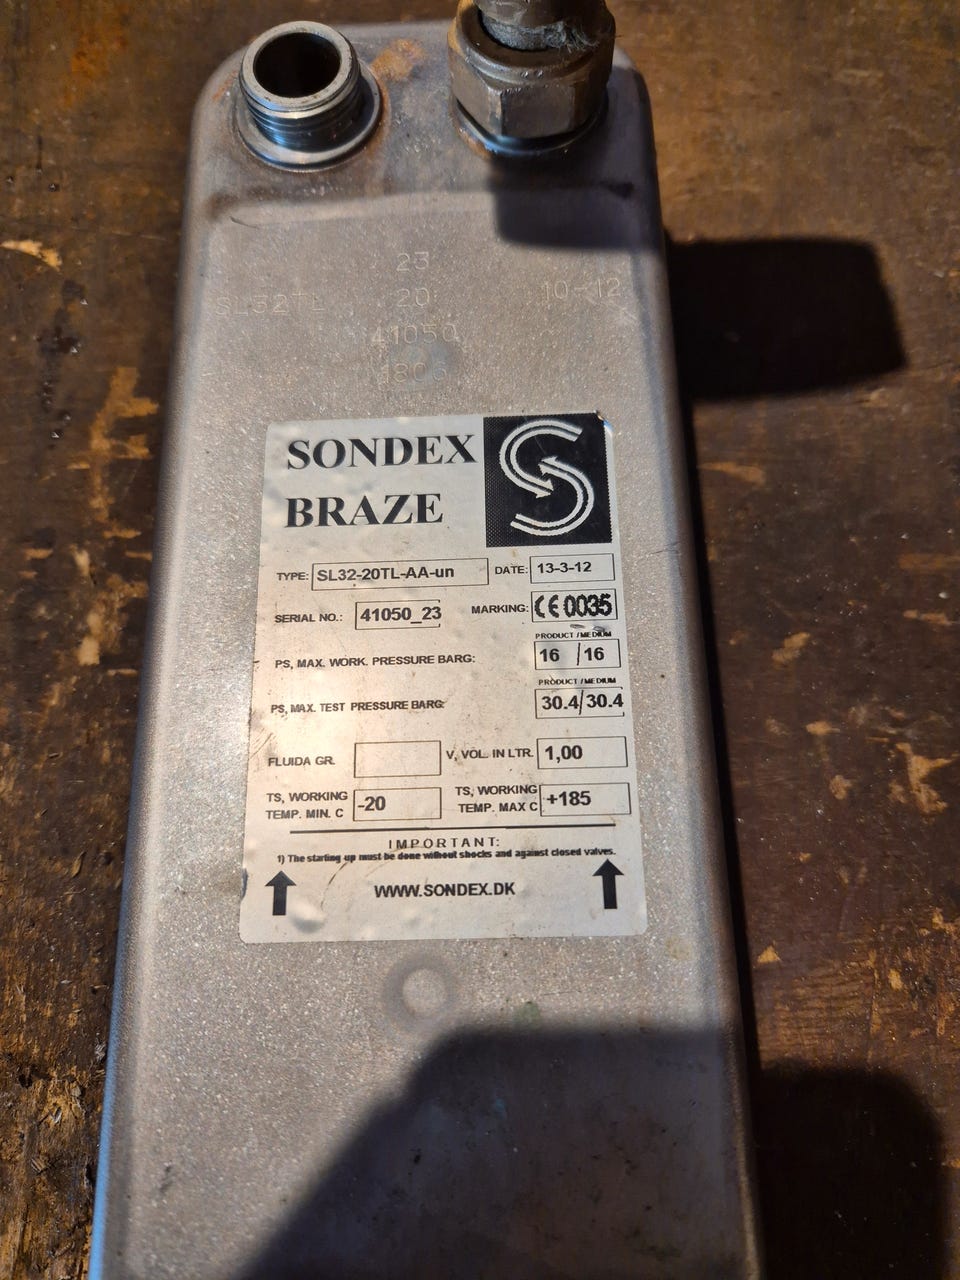 23
SL32TL 20 10-12
41050
1806
SONDEX
BRAZE
TYPE: SL32-20TL-AA-un DATE: 13-3-12
SERIAL NO.: 41050_23 MARKING: CE 0035
PRODUCT / MEDIUM
PS, MAX. WORK. PRESSURE BARG: 16 / 16
PRODUCT / MEDIUM
PS, MAX. TEST PRESSURE BARG: 30.4/30.4
FLUIDA GR. V, VOL. IN LTR. 1,00
TS, WORKING TEMP. MIN. C -20 TS, WORKING TEMP. MAX C +185
IMPORTANT:
1) The starting up must be done without shocks and against closed valves.
WWW.SONDEX.DK